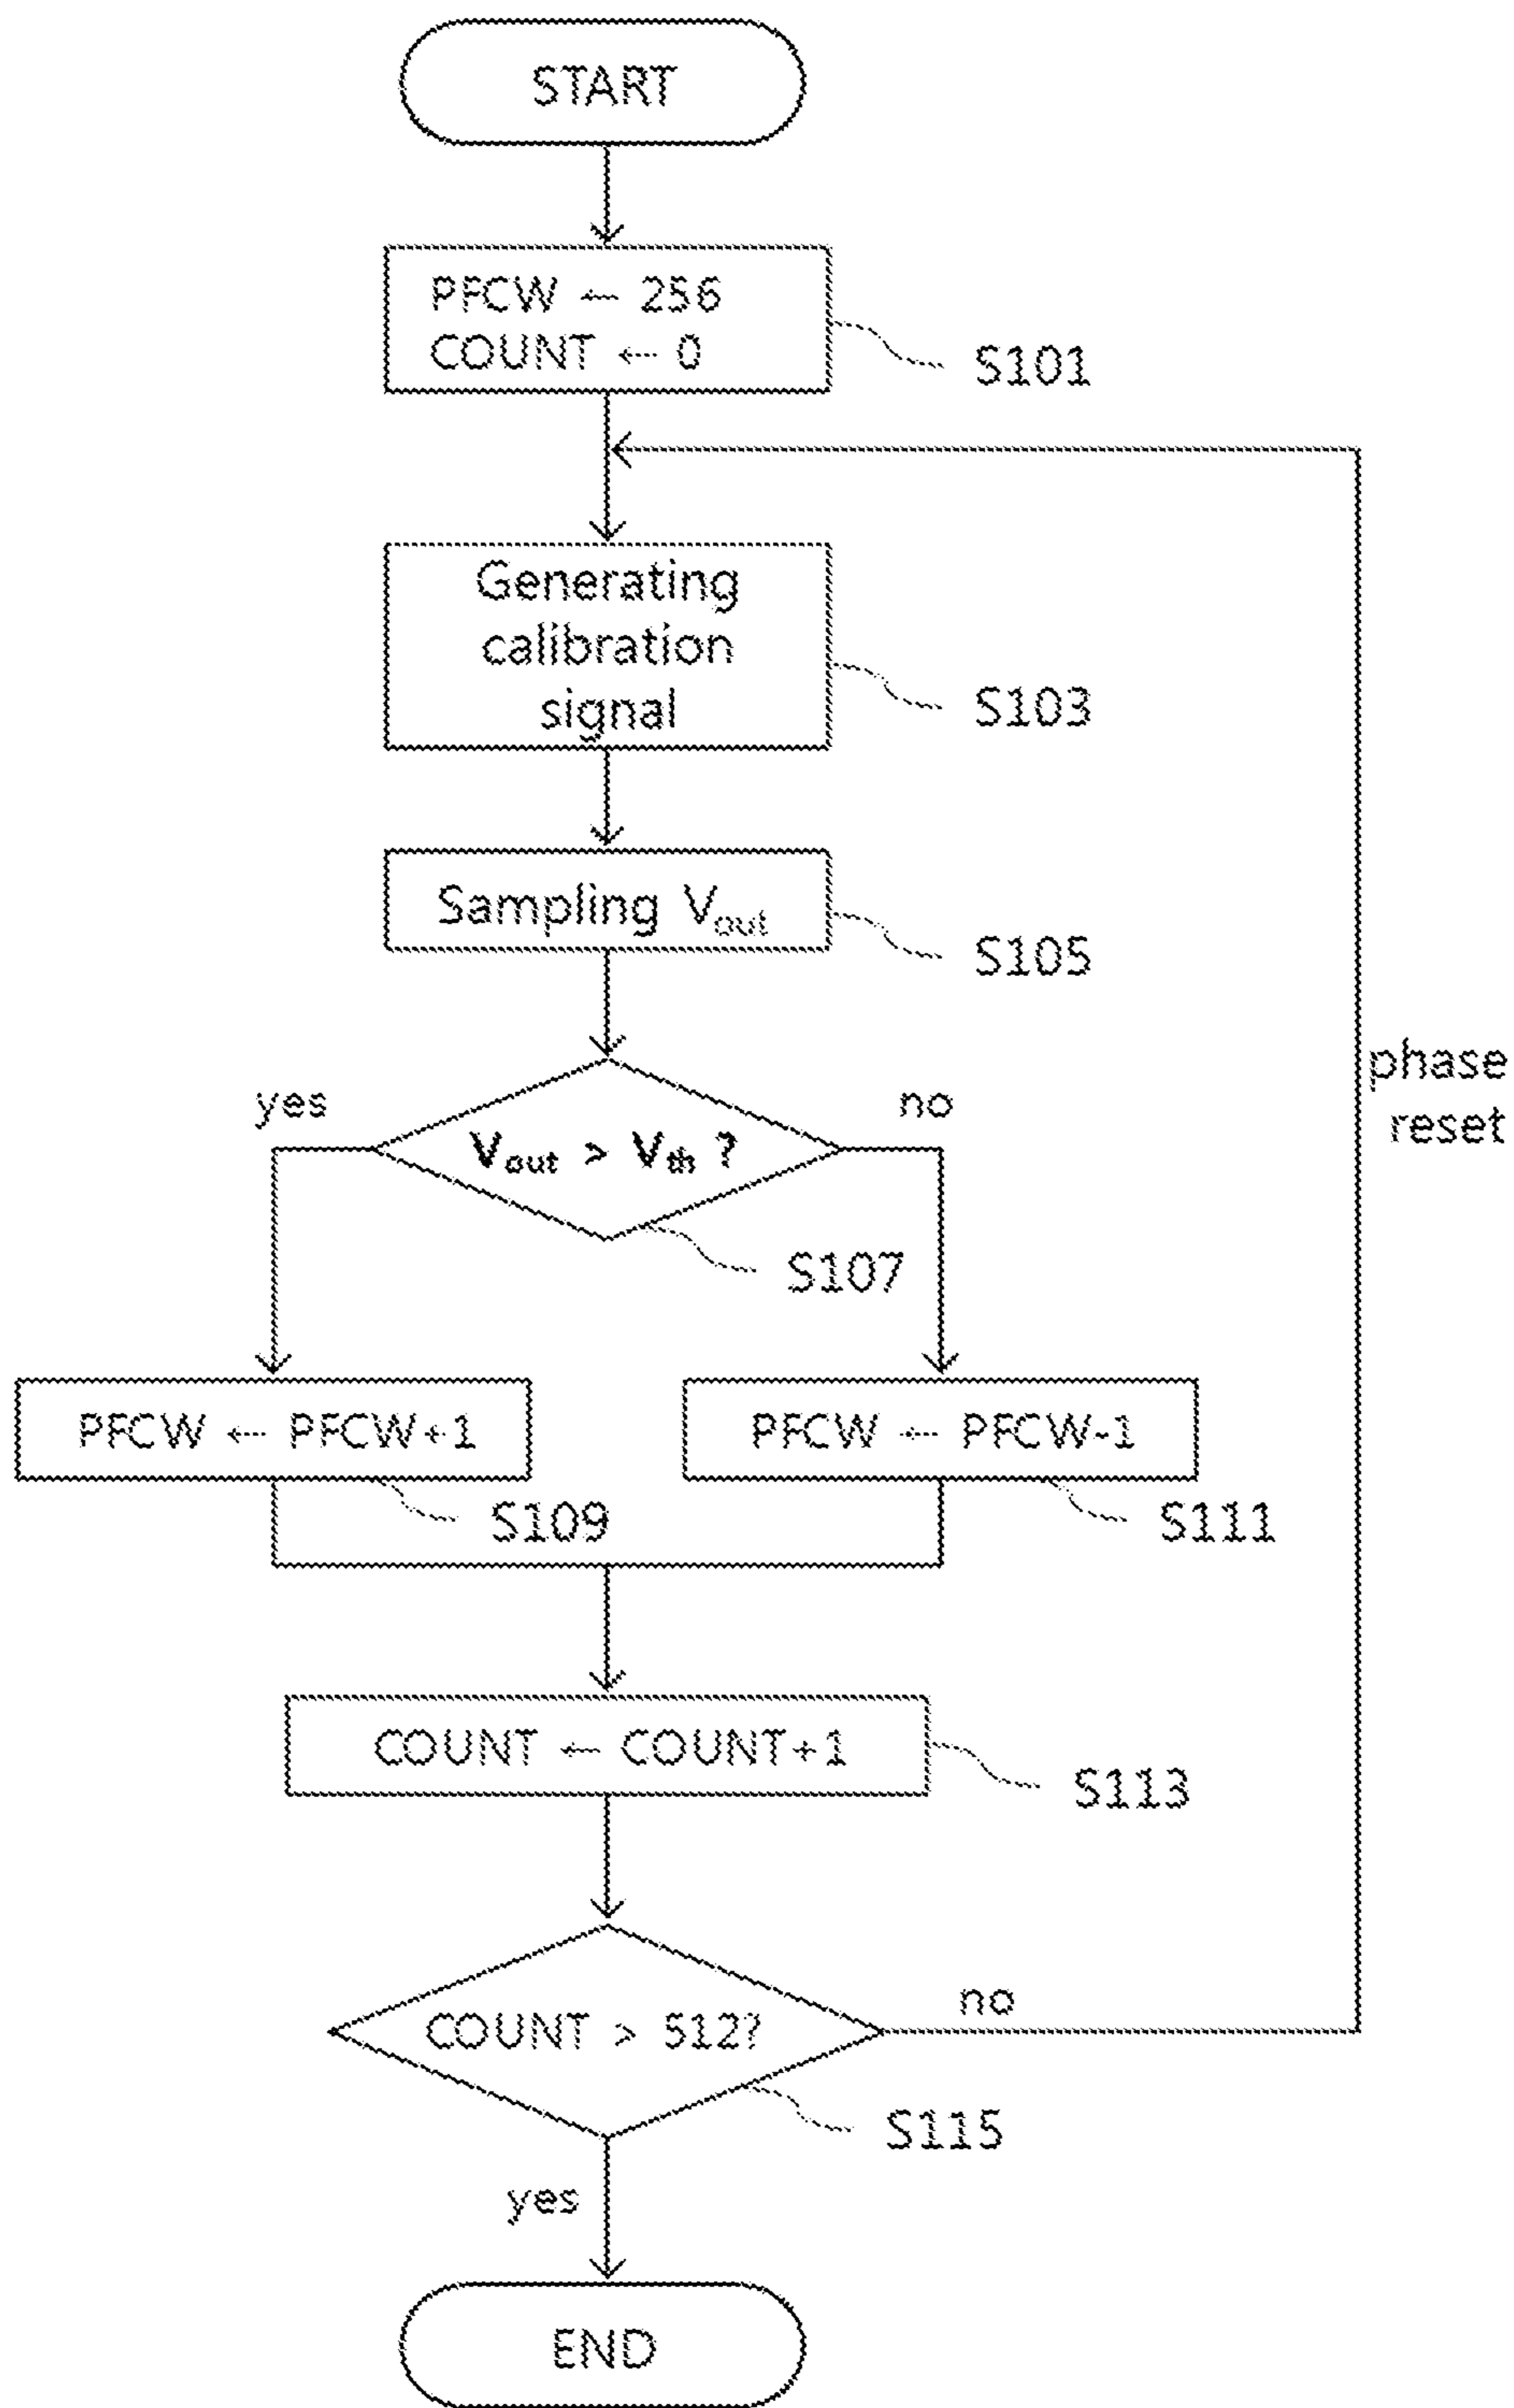 START
PFCW ← 256
COUNT ← 0
S101
Generating
calibration
signal
S103
Sampling Vout
S105
yes
no
Vout > Vth ?
S107
phase
reset
PFCW ← PFCW+1
PFCW ← PFCW-1
S109
S111
COUNT ← COUNT+1
S113
COUNT > 512?
no
S115
yes
END